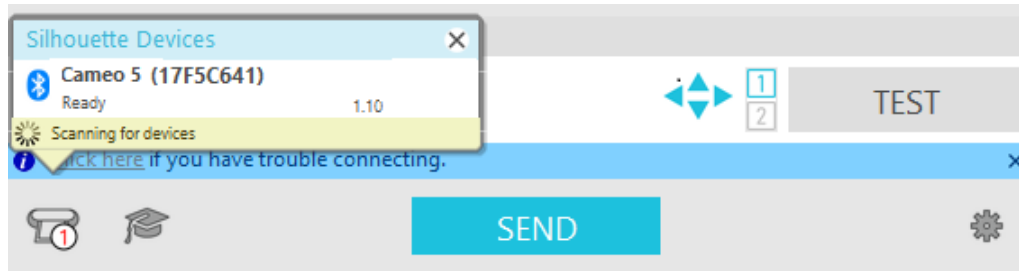 Silhouette Devices
Cameo 5 (17F5C641)
Ready 1.10
Scanning for devices
1
2
TEST
Click here if you have trouble connecting.
1
SEND